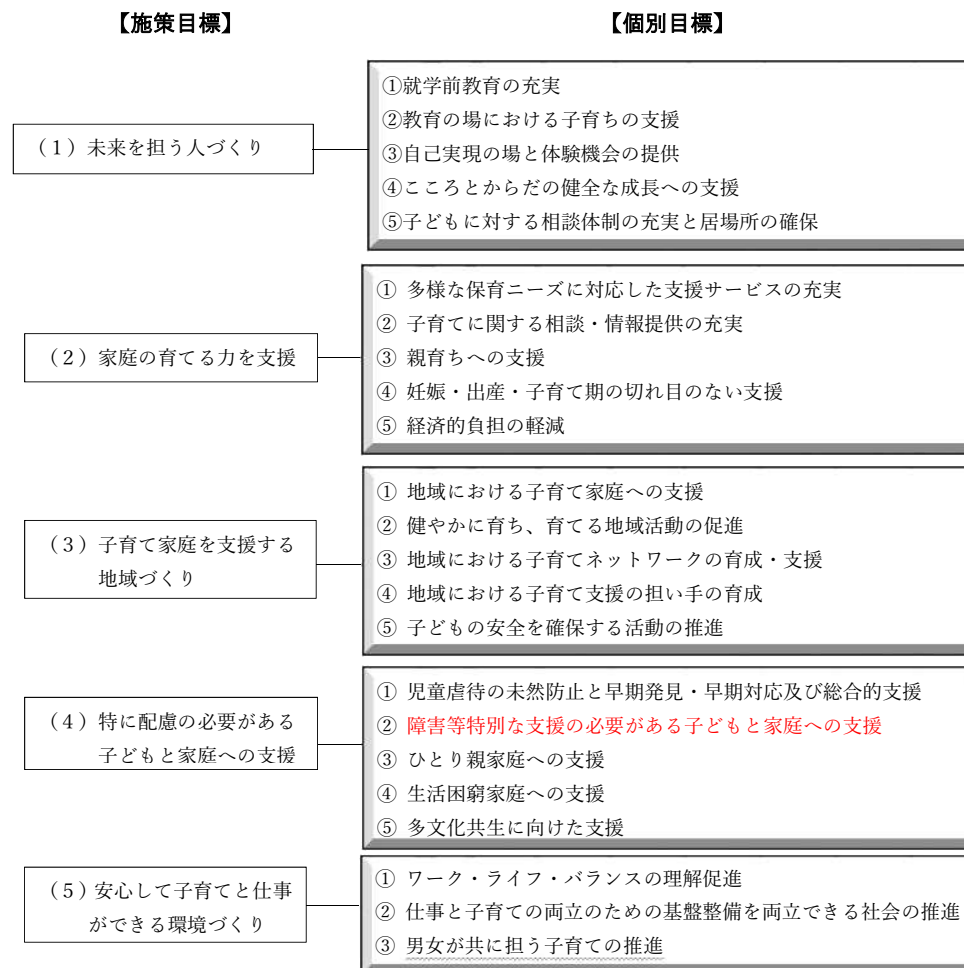 【施策目標】 【個別目標】
(1)未来を担う人づくり
①就学前教育の充実
②教育の場における子育ちの支援
③自己実現の場と体験機会の提供
④こころとからだの健全な成長への支援
⑤子どもに対する相談体制の充実と居場所の確保
(2)家庭の育てる力を支援
① 多様な保育ニーズに対応した支援サービスの充実
② 子育てに関する相談・情報提供の充実
③ 親育ちへの支援
④ 妊娠・出産・子育て期の切れ目のない支援
⑤ 経済的負担の軽減
(3)子育て家庭を支援する
地域づくり
① 地域における子育て家庭への支援
② 健やかに育ち、育てる地域活動の促進
③ 地域における子育てネットワークの育成・支援
④ 地域における子育て支援の担い手の育成
⑤ 子どもの安全を確保する活動の推進
(4)特に配慮の必要がある
子どもと家庭への支援
① 児童虐待の未然防止と早期発見・早期対応及び総合的支援
② 障害等特別な支援の必要がある子どもと家庭への支援
③ ひとり親家庭への支援
④ 生活困窮家庭への支援
⑤ 多文化共生に向けた支援
(5)安心して子育てと仕事
ができる環境づくり
① ワーク・ライフ・バランスの理解促進
② 仕事と子育ての両立のための基盤整備を両立できる社会の推進
③ 男女が共に担う子育ての推進